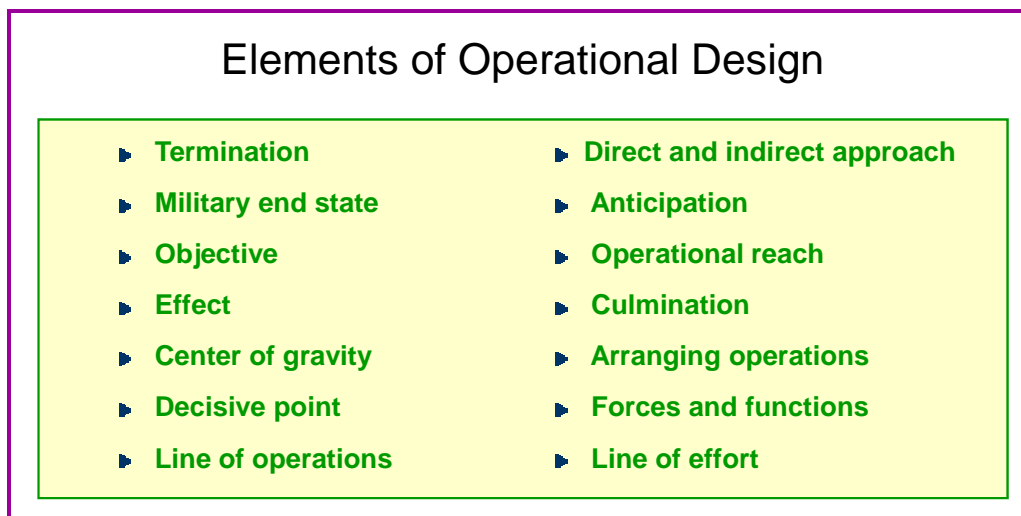 Elements of Operational Design
Termination
Military end state
Objective
Effect
Center of gravity
Decisive point
Line of operations
Direct and indirect approach
Anticipation
Operational reach
Culmination
Arranging operations
Forces and functions
Line of effort